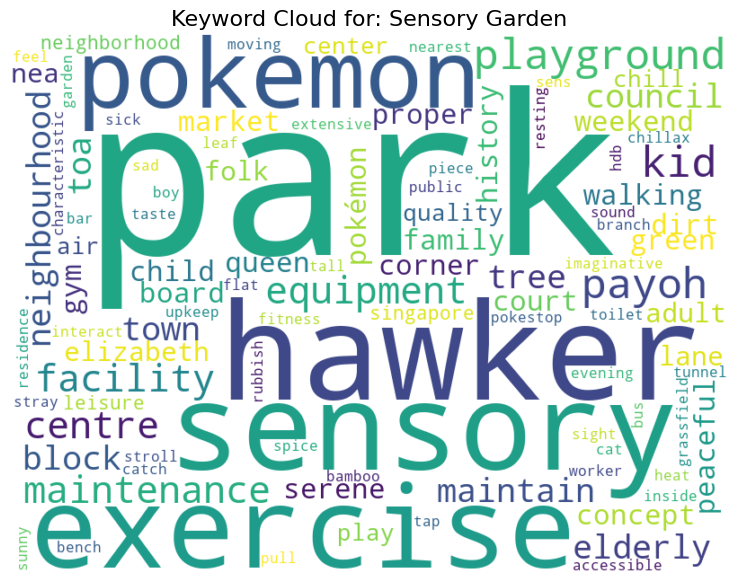 Keyword Cloud for: Sensory Garden
feel
neighborhood
moving
center
nearest
playground
nea
garden
pokemon
sens
chill
council
sick
market
extensive
proper
history
resting
weekend
chillax
neighbourhood
characteristic
toa
leaf
park
hdb
kid
sad
folk
pokémon
piece
boy
public
walking
bar
taste
quality
sound
branch
dirt
air
family
green
gym
child
queen
tall
corner
imaginative
tree
payoh
board
flat
equipment
court
adult
upkeep
town
fitness
singapore
pokestop
toilet
interact
hawker
lane
residence
elizabeth
rubbish
evening
tunnel
facility
stray
leisure
sensory
bus
grassfield
peaceful
centre
spice
sight
cat
block
stroll
catch
bamboo
worker
heat
maintenance
serene
maintain
inside
sunny
exercise
play
tap
concept
bench
pull
elderly
accessible